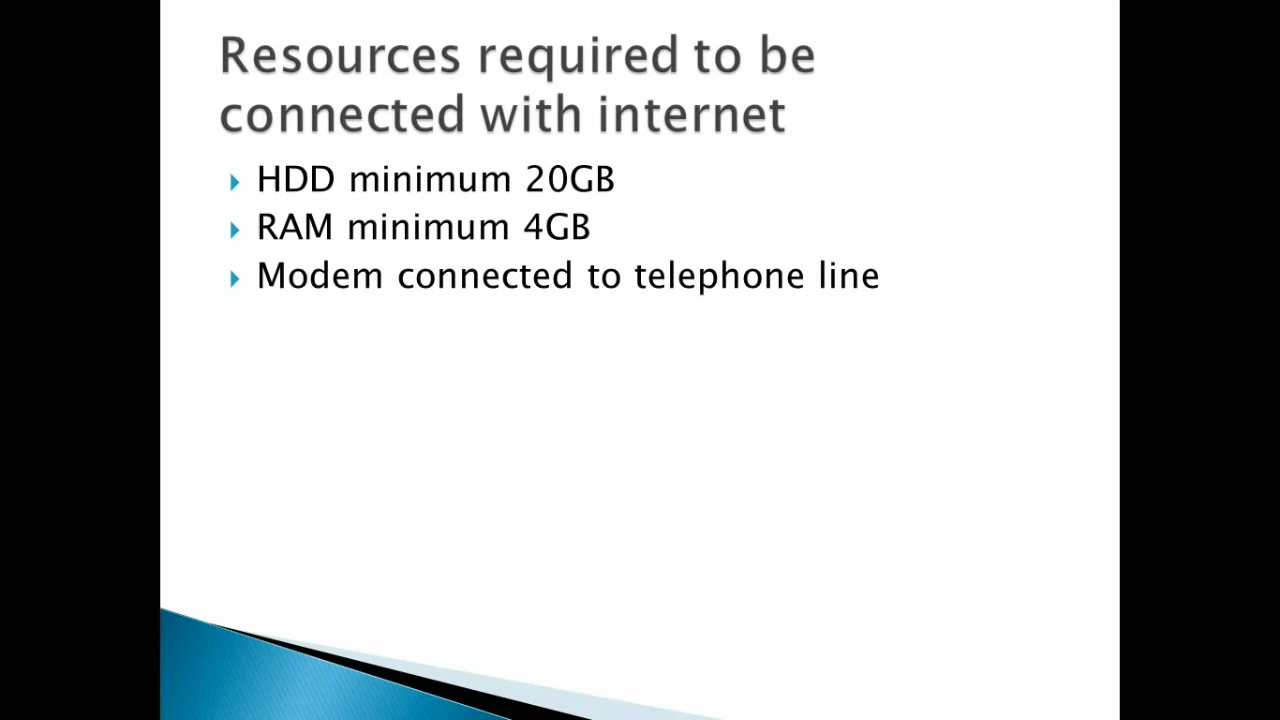 Resources required to be
connected with internet
HDD minimum 20GB
RAM minimum 4GB
Modem connected to telephone line